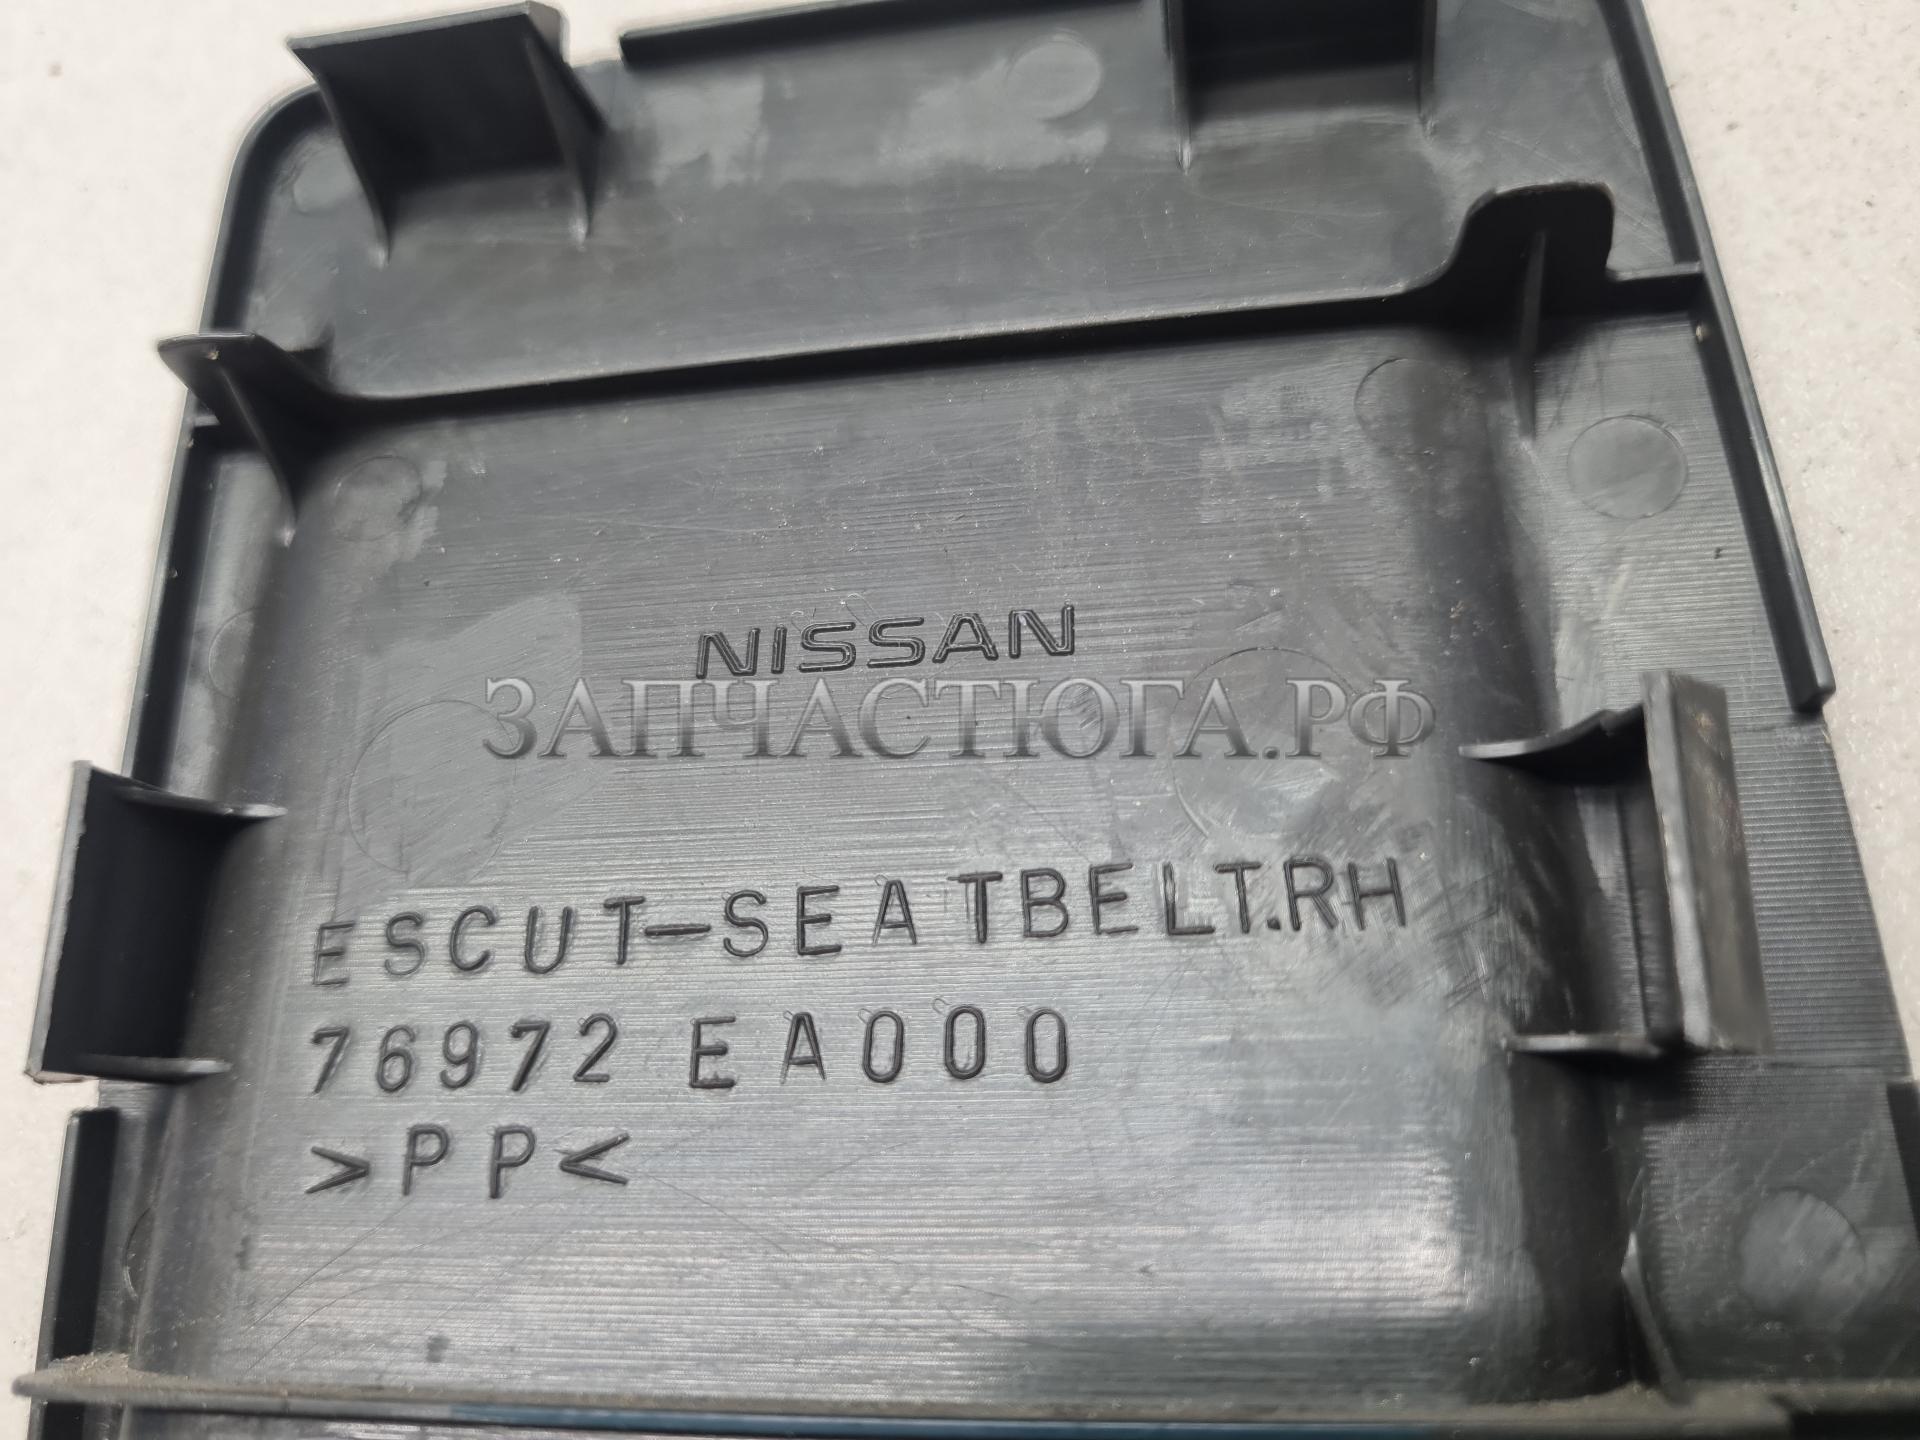 NISSAN
ЗАПЧАСТЮГА.РФ
ESCUT-SEATBELT.RH
76972 EA000
>PP<